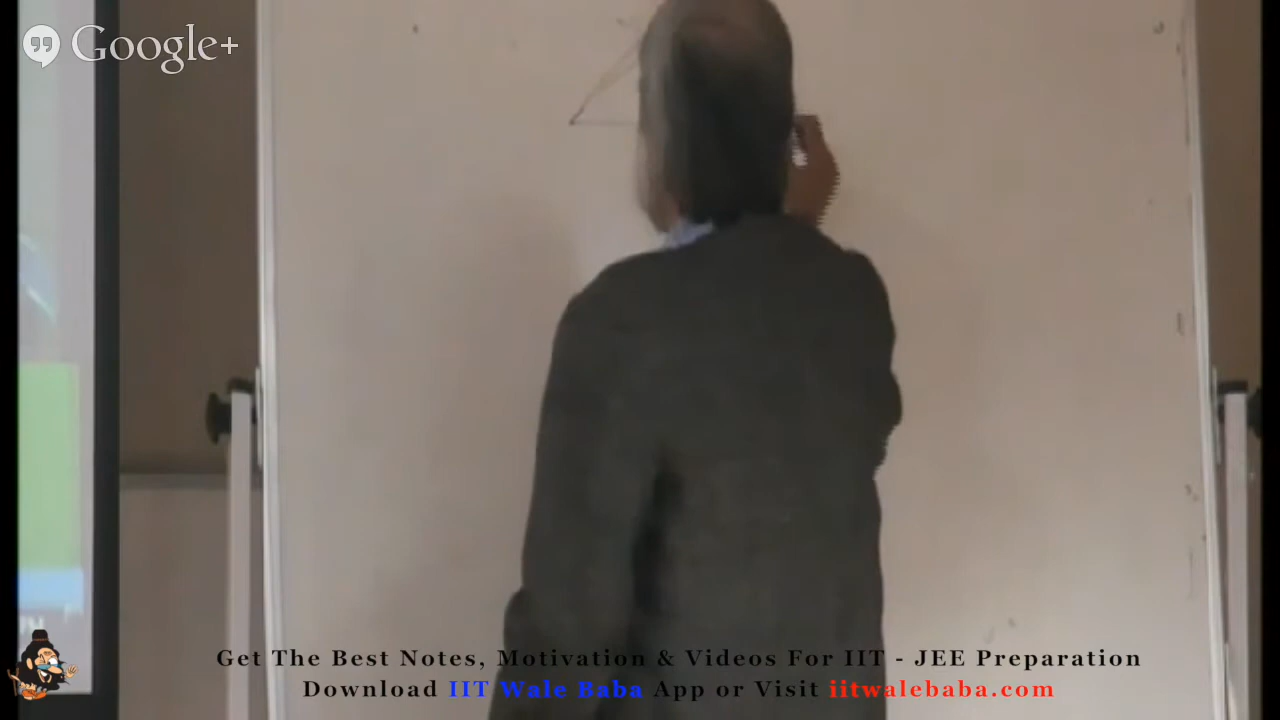 Google+
Get The Best Notes, Motivation & Videos For IIT - JEE Preparation
Download IIT Wale Baba App or Visit iitwalebaba.com